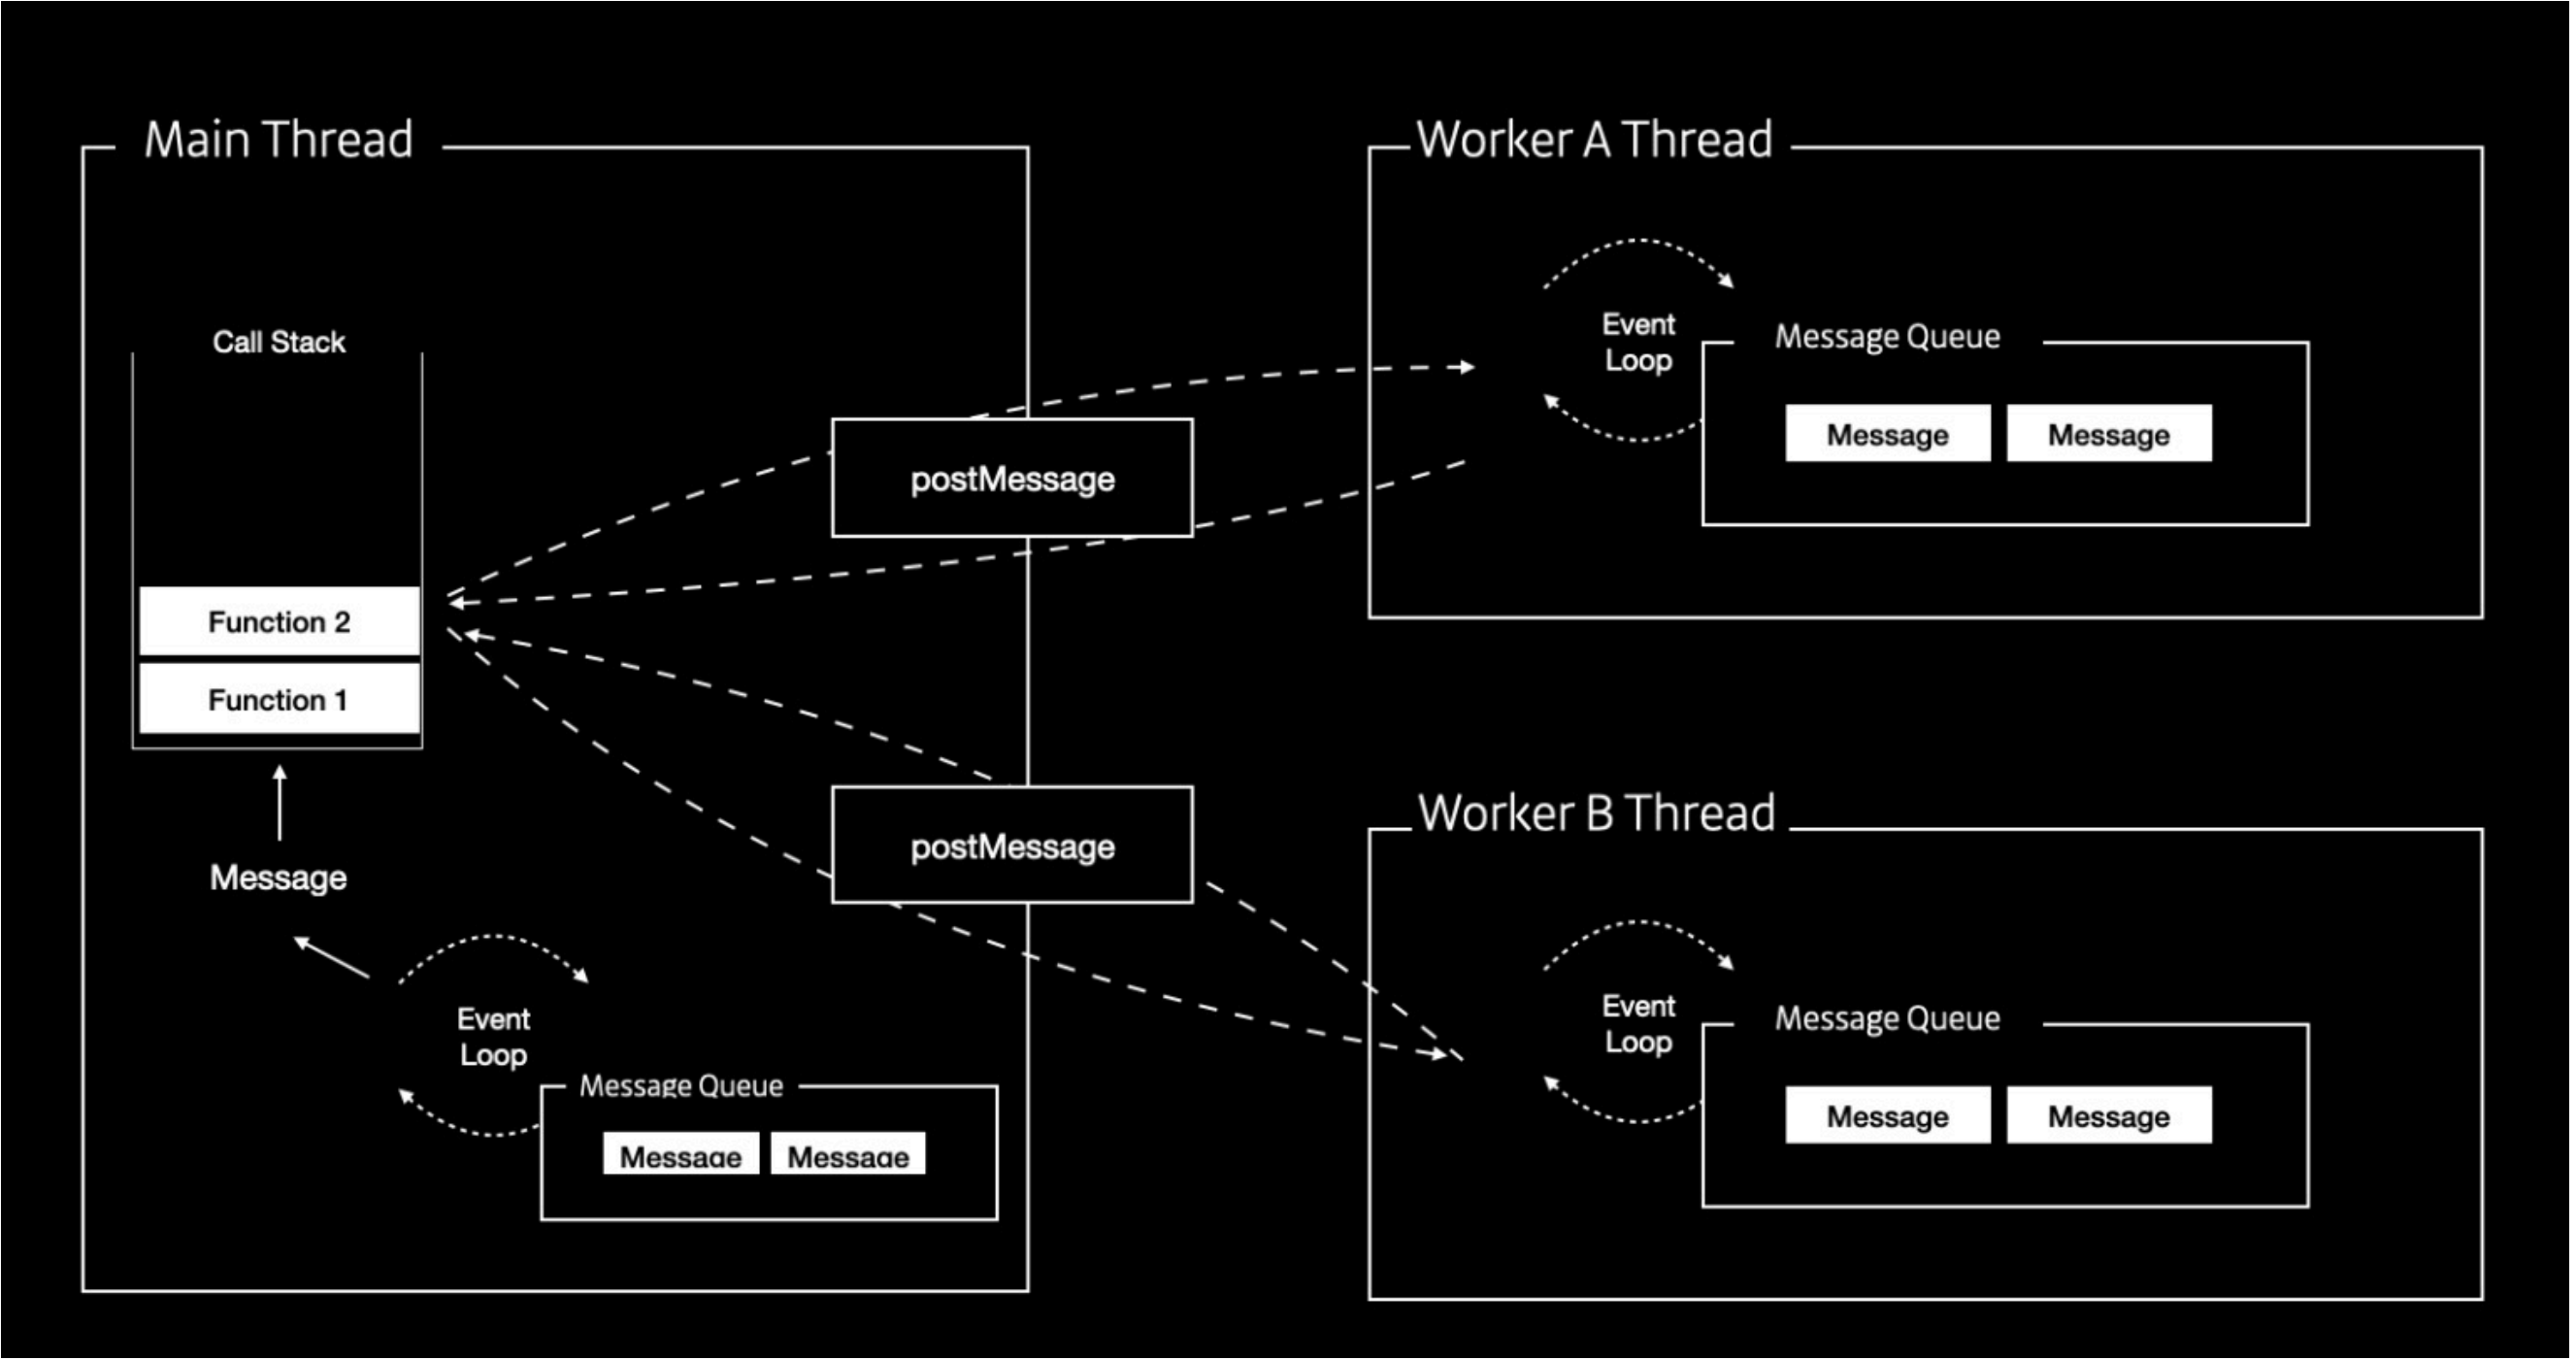 Main Thread
Call Stack
Function 2
Function 1
Message
Event
Loop
Message Queue
Message Message
postMessage
postMessage
Worker A Thread
Event
Loop
Message Queue
Message Message
Worker B Thread
Event
Loop
Message Queue
Message Message